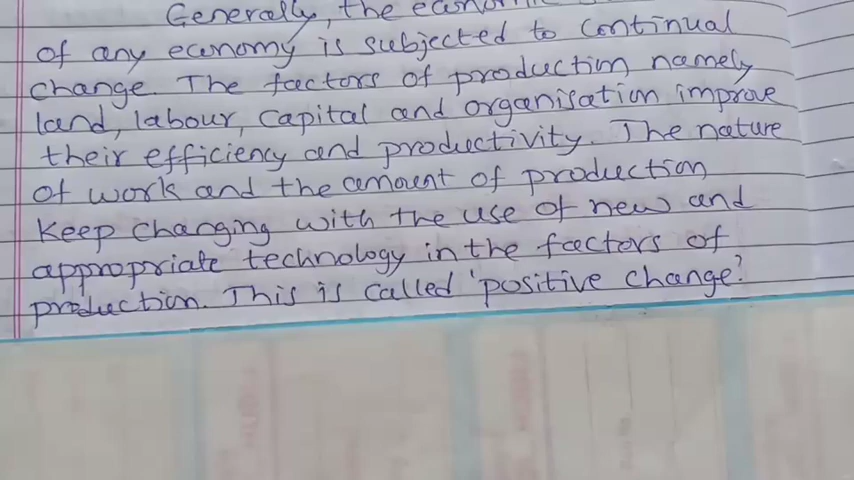 Generally, the economic
of any economy is subjected to continual
change. The factors of production namely
land, labour, capital and organisation improve
their efficiency and productivity. The nature
of work and the amount of production
keep changing with the use of new and
appropriate technology in the factors of
production. This is called 'positive change'.